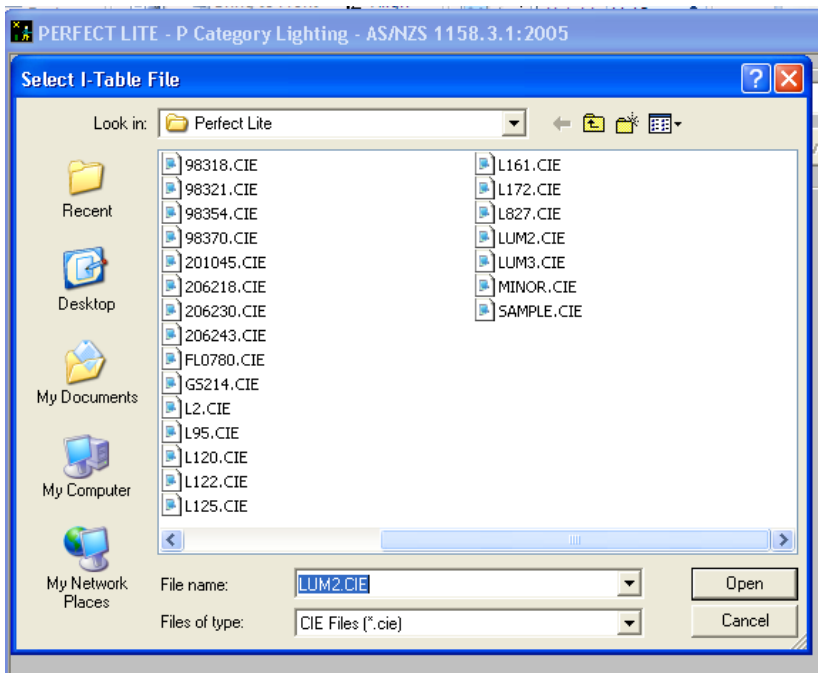 PERFECT LITE - P Category Lighting - AS/NZS 1158.3.1:2005
Select I-Table File
Look in: Perfect Lite
Recent
Desktop
My Documents
My Computer
My Network
Places
98318.CIE
98321.CIE
98354.CIE
98370.CIE
201045.CIE
206218.CIE
206230.CIE
206243.CIE
FL0780.CIE
GS214.CIE
L2.CIE
L95.CIE
L120.CIE
L122.CIE
L125.CIE
L161.CIE
L172.CIE
L827.CIE
LUM2.CIE
LUM3.CIE
MINOR.CIE
SAMPLE.CIE
File name: LUM2.CIE Open
Files of type: CIE Files (*.cie) Cancel